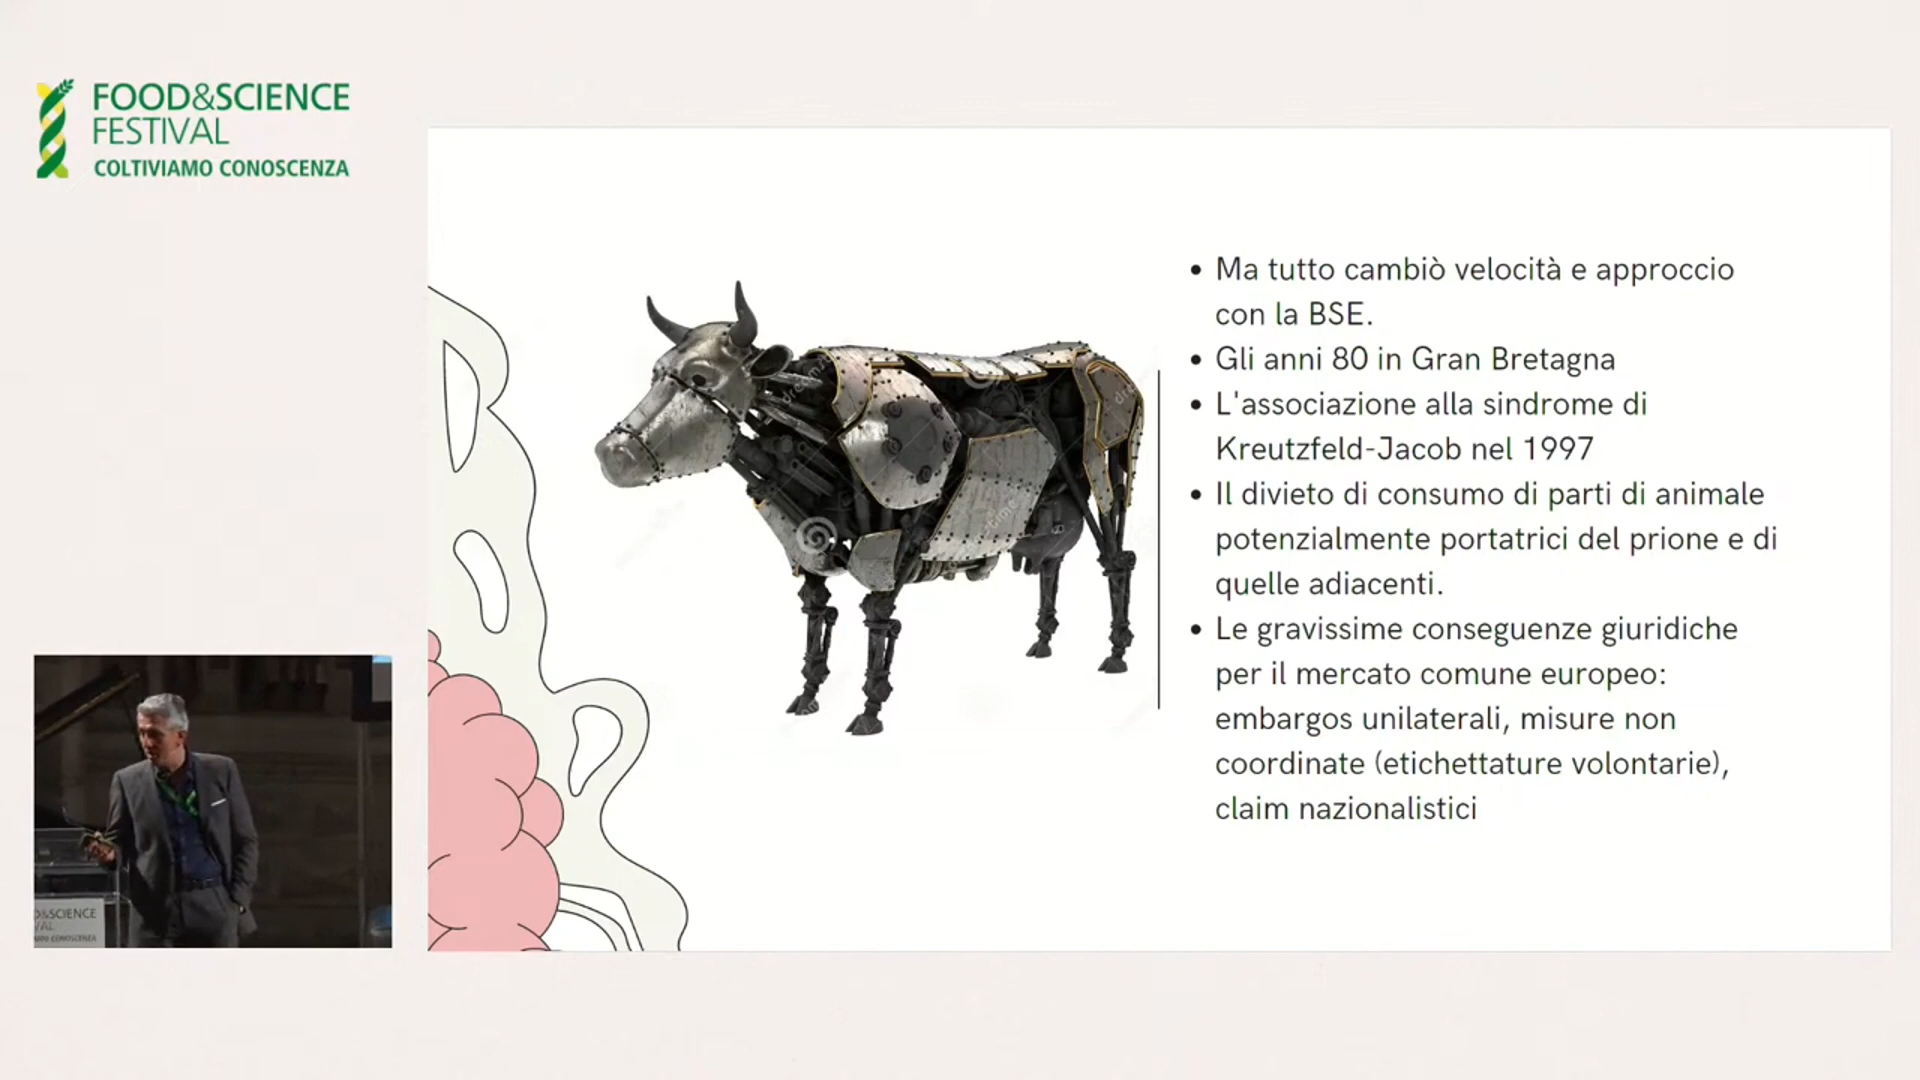 FOOD&SCIENCE
FESTIVAL
COLTIVIAMO CONOSCENZA
• Ma tutto cambiò velocità e approccio
con la BSE.
• Gli anni 80 in Gran Bretagna
• L'associazione alla sindrome di
Kreutzfeld-Jacob nel 1997
• Il divieto di consumo di parti di animale
potenzialmente portatrici del prione e di
quelle adiacenti.
• Le gravissime conseguenze giuridiche
per il mercato comune europeo:
embargos unilaterali, misure non
coordinate (etichettature volontarie),
claim nazionalistici
D&SCIENCE
VAL
CONOSCENZA